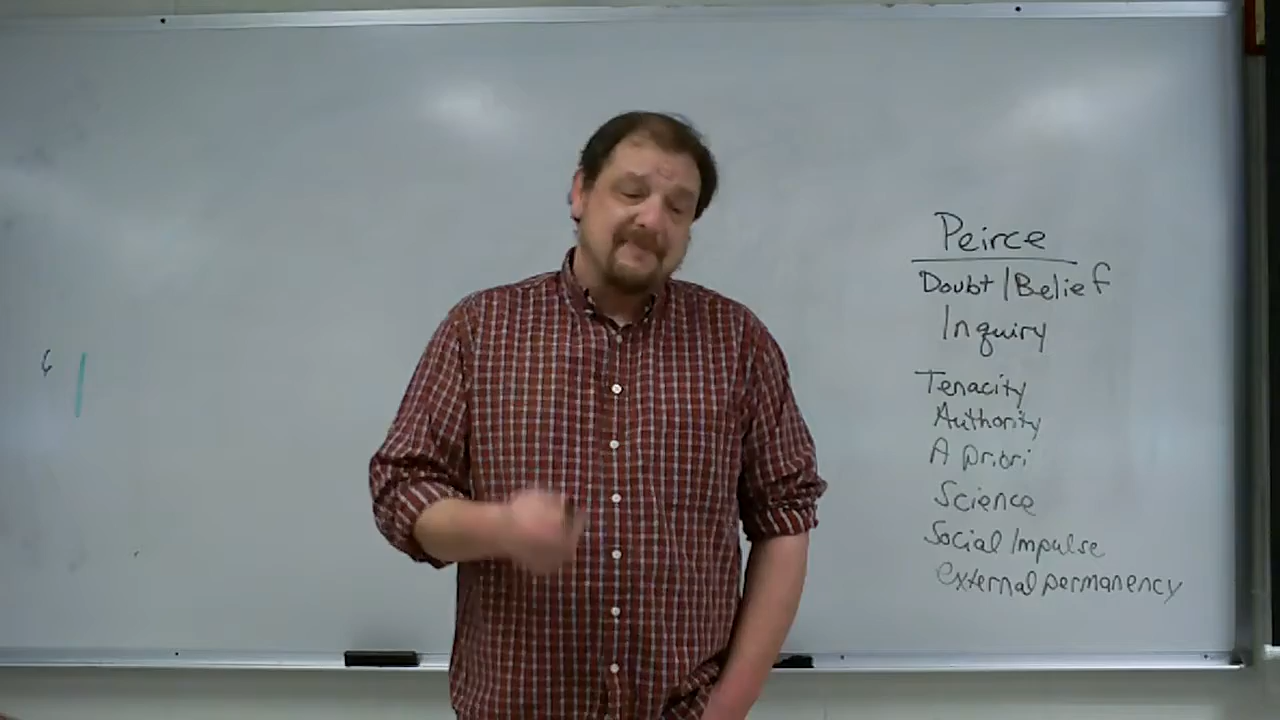 Peirce
Doubt/Belief
Inquiry
Tenacity
Authority
A priori
Science
Social Impulse
external permanency